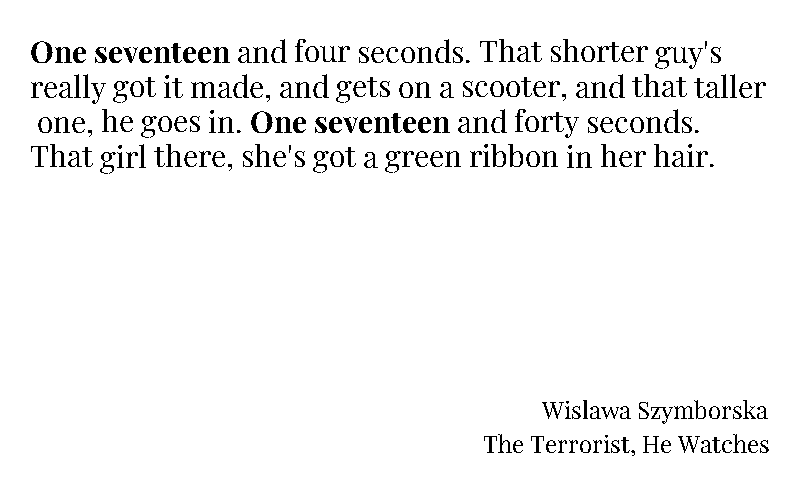 One seventeen and four seconds. That shorter guy's
really got it made, and gets on a scooter, and that taller
one, he goes in. One seventeen and forty seconds.
That girl there, she's got a green ribbon in her hair.
Wislawa Szymborska
The Terrorist, He Watches